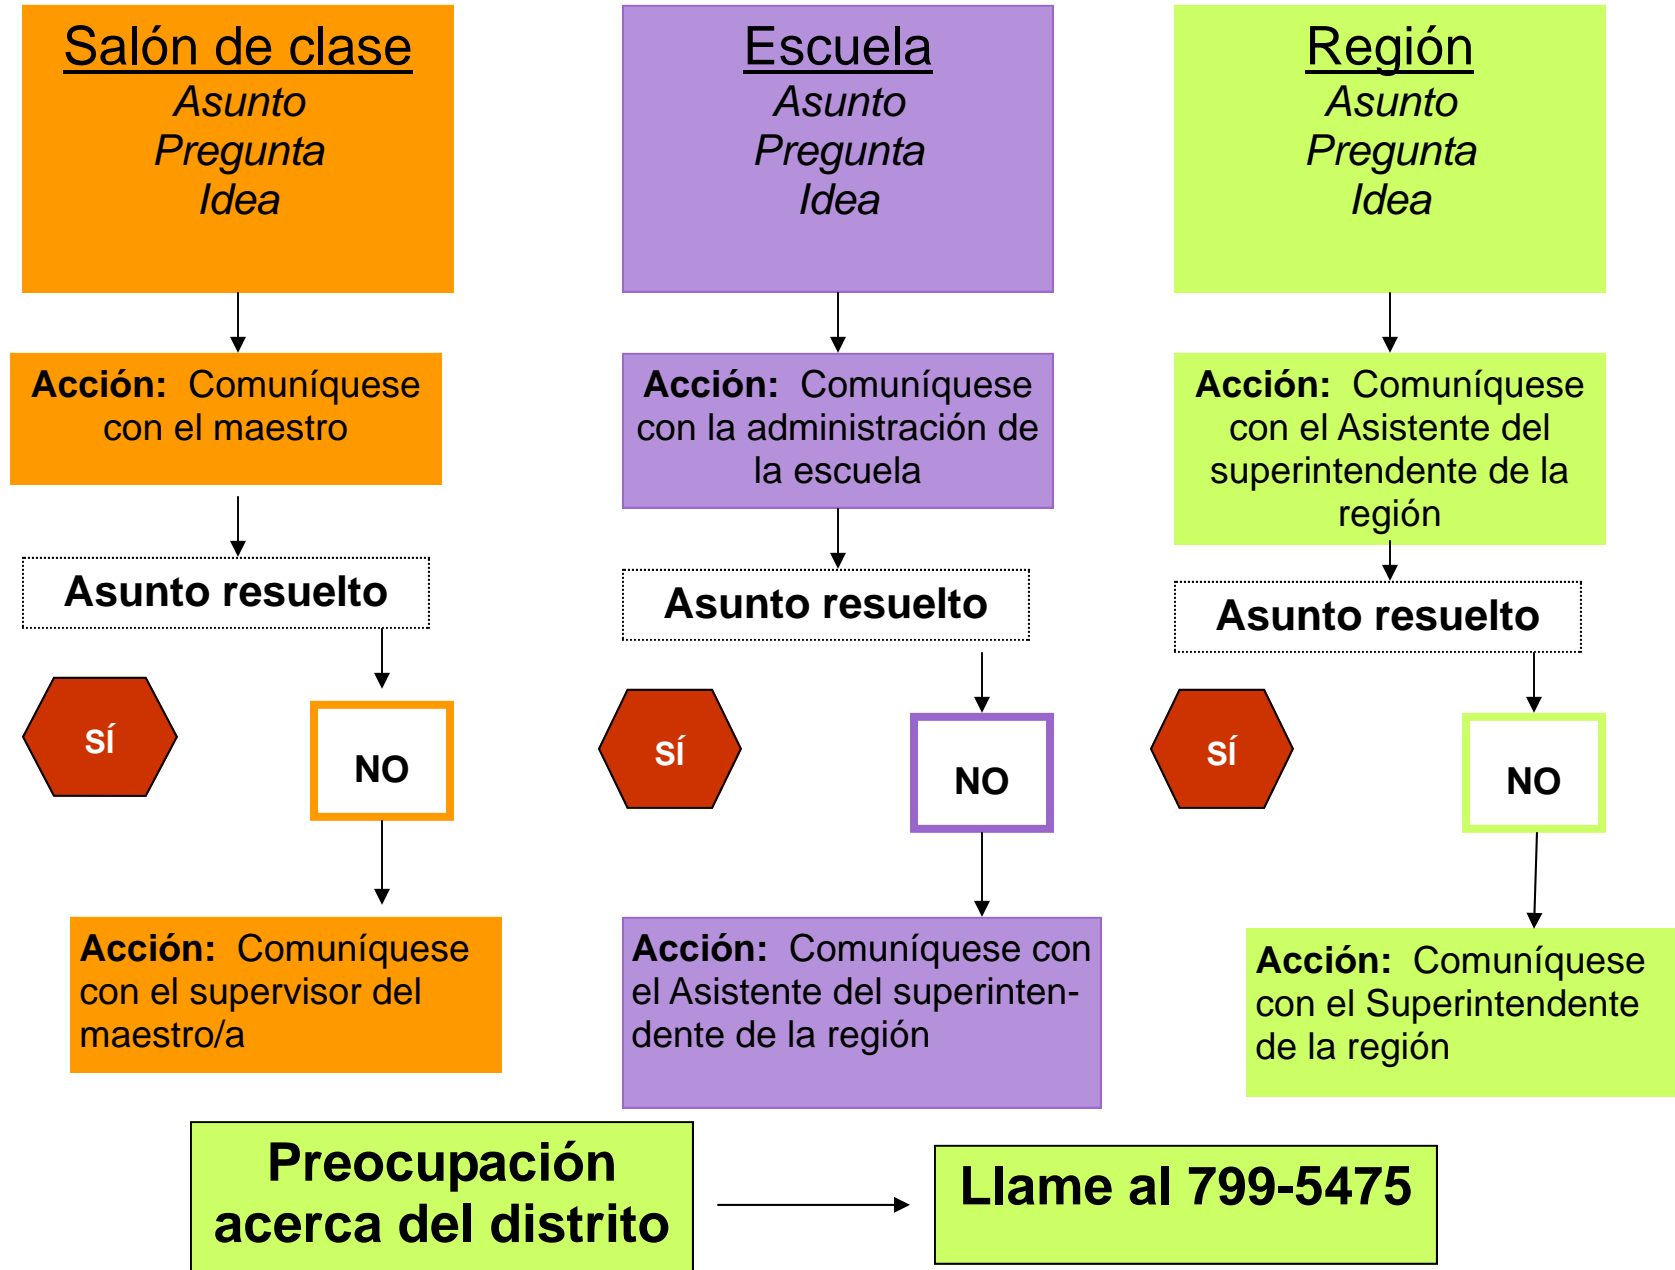 Salón de clase
Asunto
Pregunta
Idea
Acción: Comuníquese
con el maestro
Asunto resuelto
SÍ
NO
Acción: Comuníquese
con el supervisor del
maestro/a
Escuela
Asunto
Pregunta
Idea
Acción: Comuníquese
con la administración de
la escuela
Asunto resuelto
SÍ
NO
Acción: Comuníquese con
el Asistente del superinten-
dente de la región
Región
Asunto
Pregunta
Idea
Acción: Comuníquese
con el Asistente del
superintendente de la
región
Asunto resuelto
SÍ
NO
Acción: Comuníquese
con el Superintendente
de la región
Preocupación
acerca del distrito
Llame al 799-5475